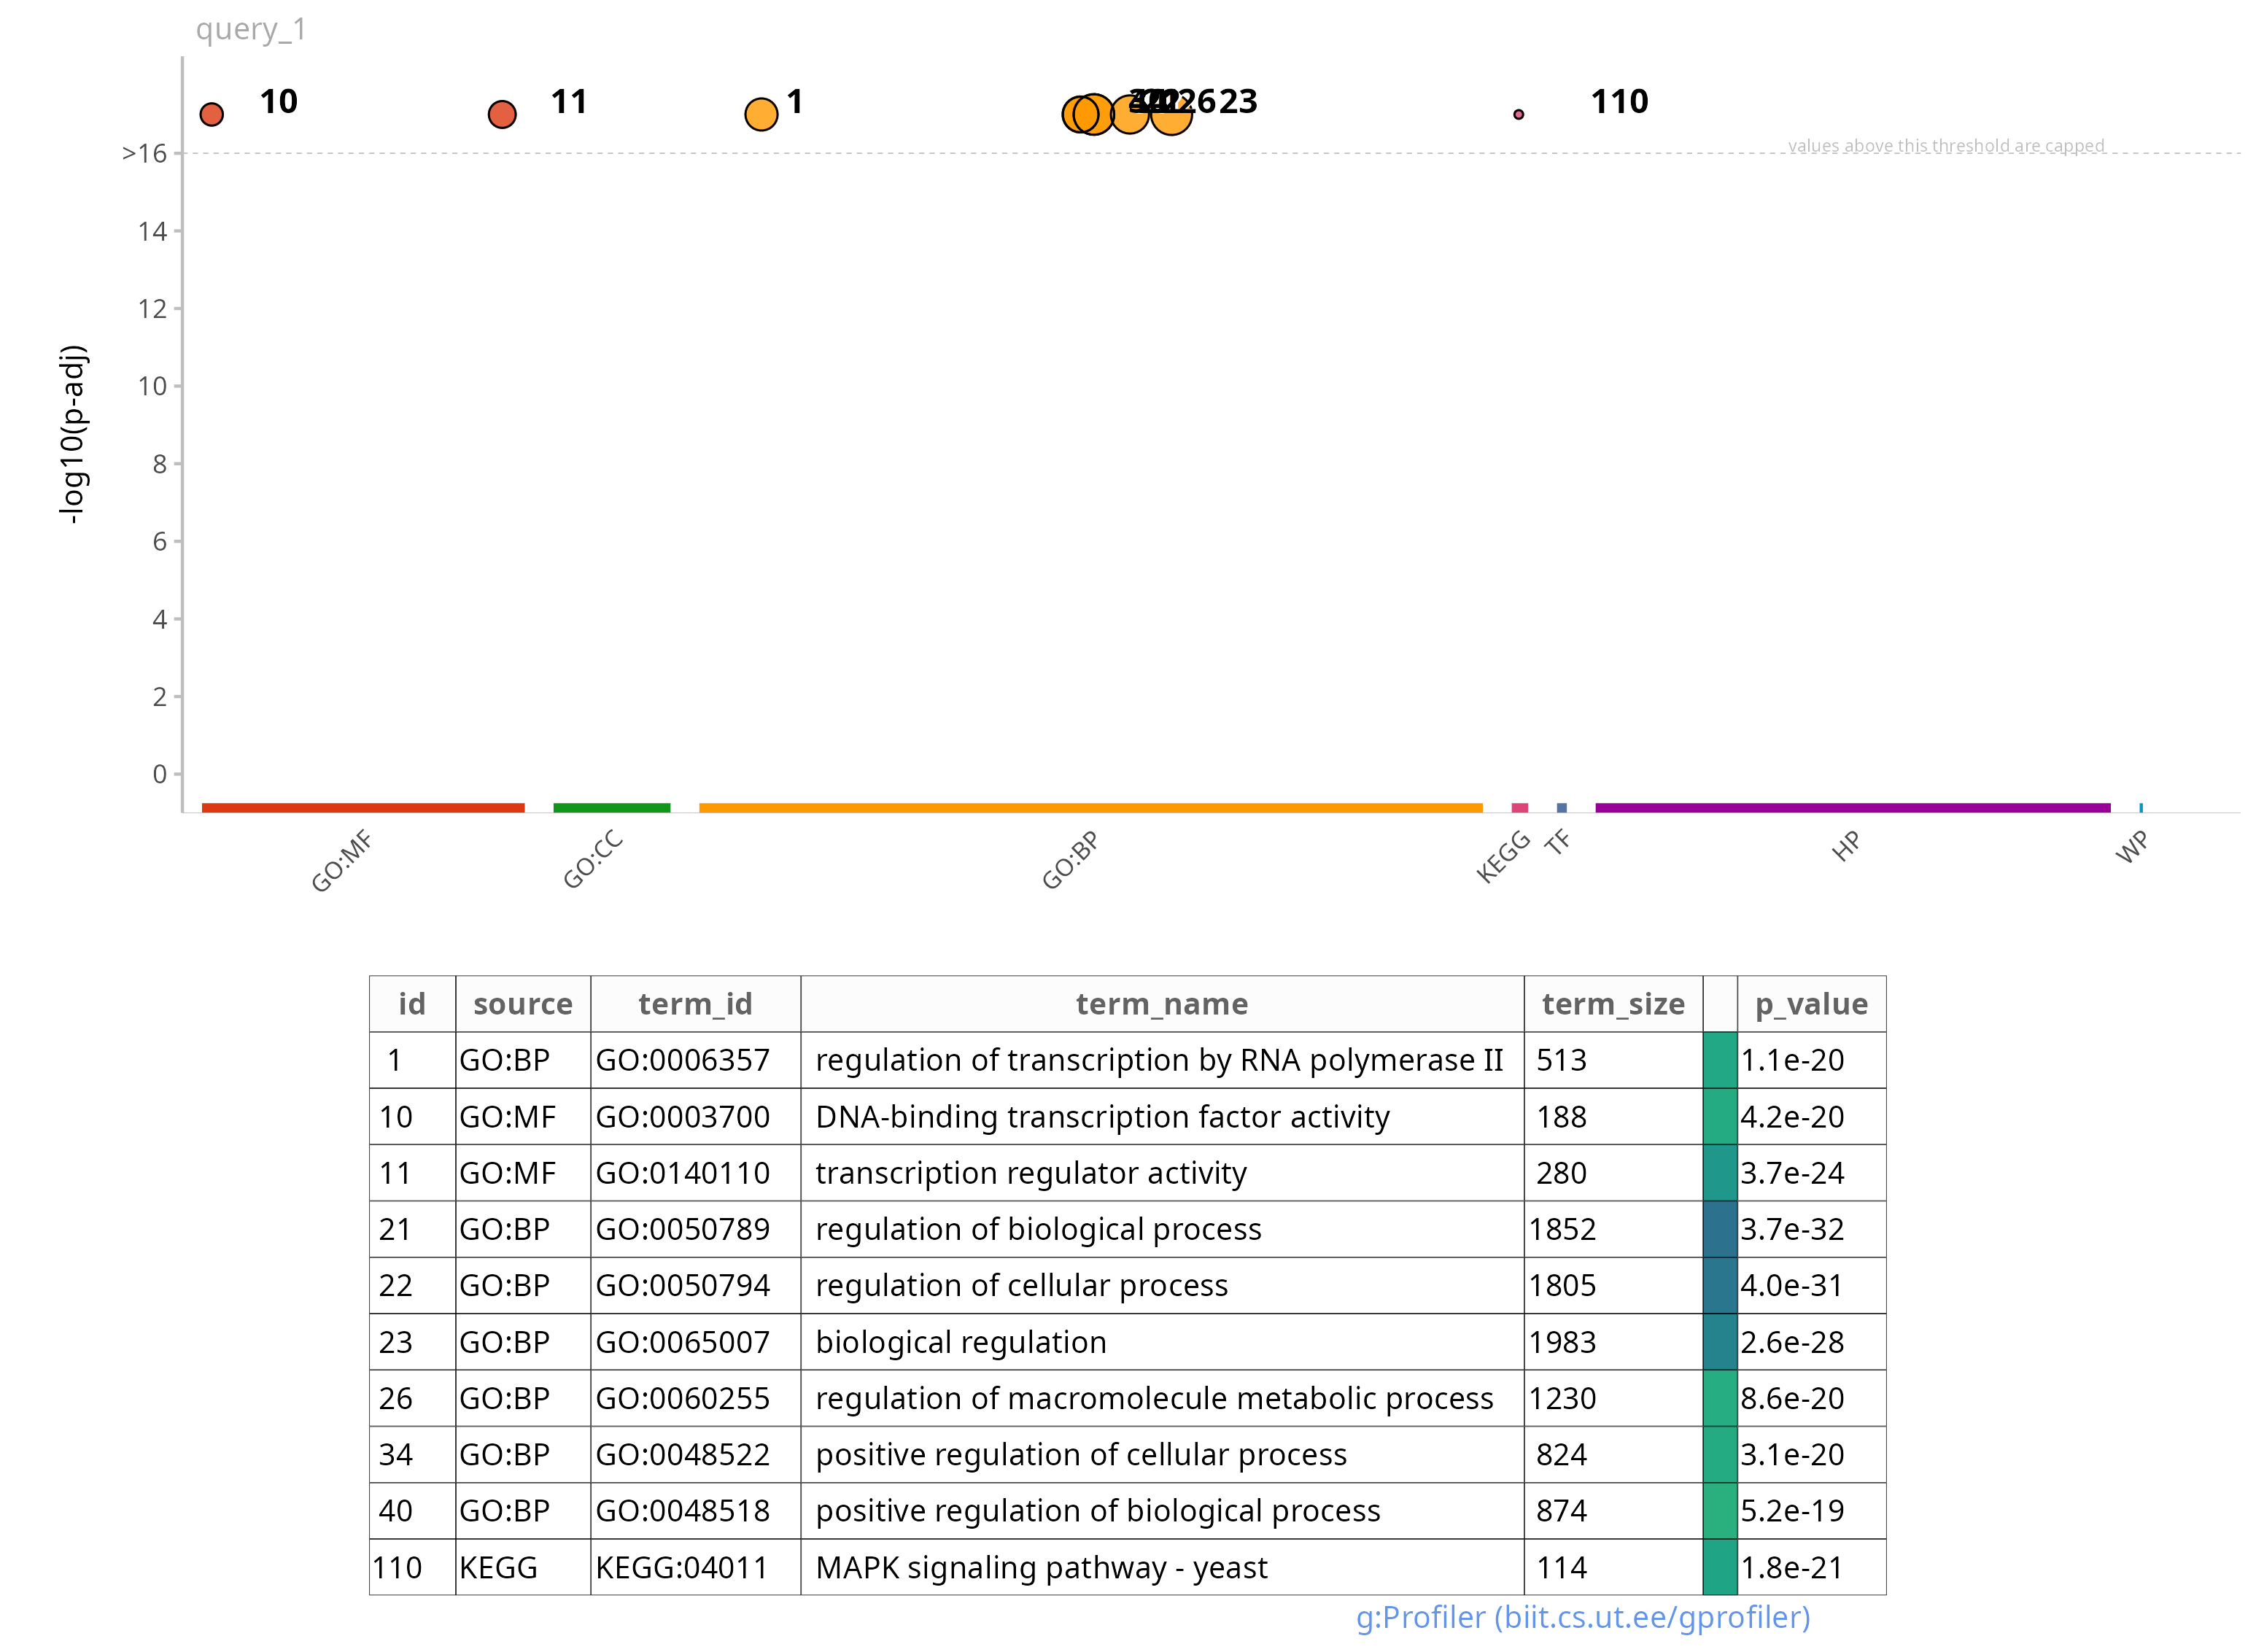 query_1
10 11 1 26 23 110
>16
values above this threshold are capped
14
12
10
8
6
4
2
0
-log10(p-adj)
GO:MF GO:CC GO:BP KEGG TF HP WP
id source term_id term_name term_size p_value
1 GO:BP GO:0006357 regulation of transcription by RNA polymerase II 513 1.1e-20
10 GO:MF GO:0003700 DNA-binding transcription factor activity 188 4.2e-20
11 GO:MF GO:0140110 transcription regulator activity 280 3.7e-24
21 GO:BP GO:0050789 regulation of biological process 1852 3.7e-32
22 GO:BP GO:0050794 regulation of cellular process 1805 4.0e-31
23 GO:BP GO:0065007 biological regulation 1983 2.6e-28
26 GO:BP GO:0060255 regulation of macromolecule metabolic process 1230 8.6e-20
34 GO:BP GO:0048522 positive regulation of cellular process 824 3.1e-20
40 GO:BP GO:0048518 positive regulation of biological process 874 5.2e-19
110 KEGG KEGG:04011 MAPK signaling pathway - yeast 114 1.8e-21
g:Profiler (biit.cs.ut.ee/gprofiler)